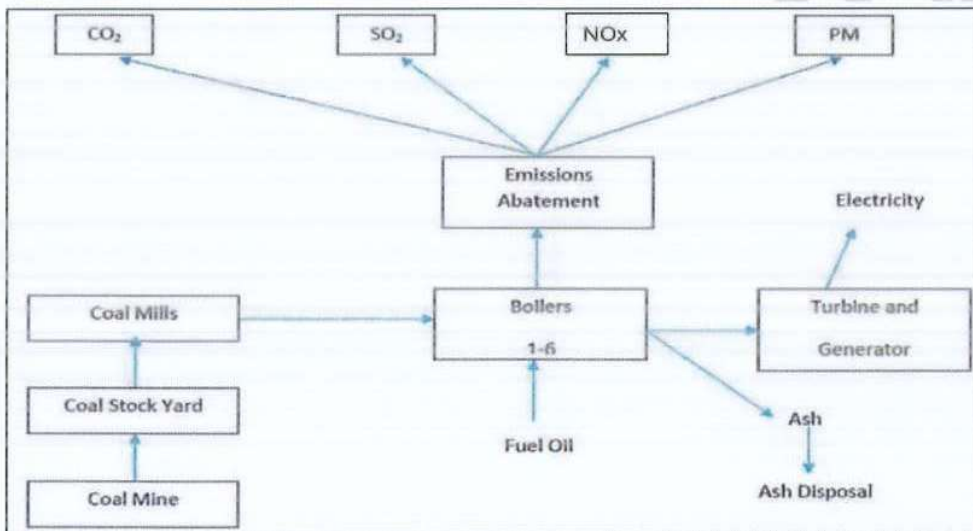 CO₂
SO₂
NOx
PM
Emissions
Abatement
Electricity
Coal Mills
Boilers
1-6
Turbine and
Generator
Coal Stock Yard
Fuel Oil
Ash
Coal Mine
Ash Disposal